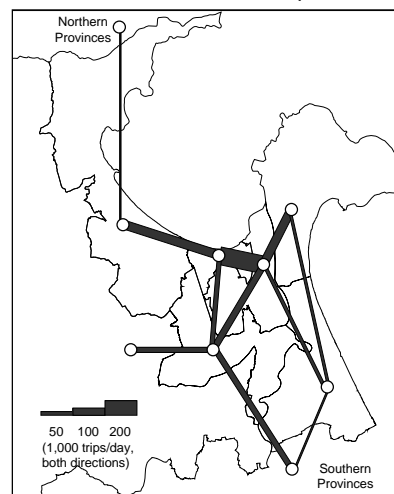 Northern
Provinces
50 100 200
(1,000 trips/day,
both directions)
Southern
Provinces